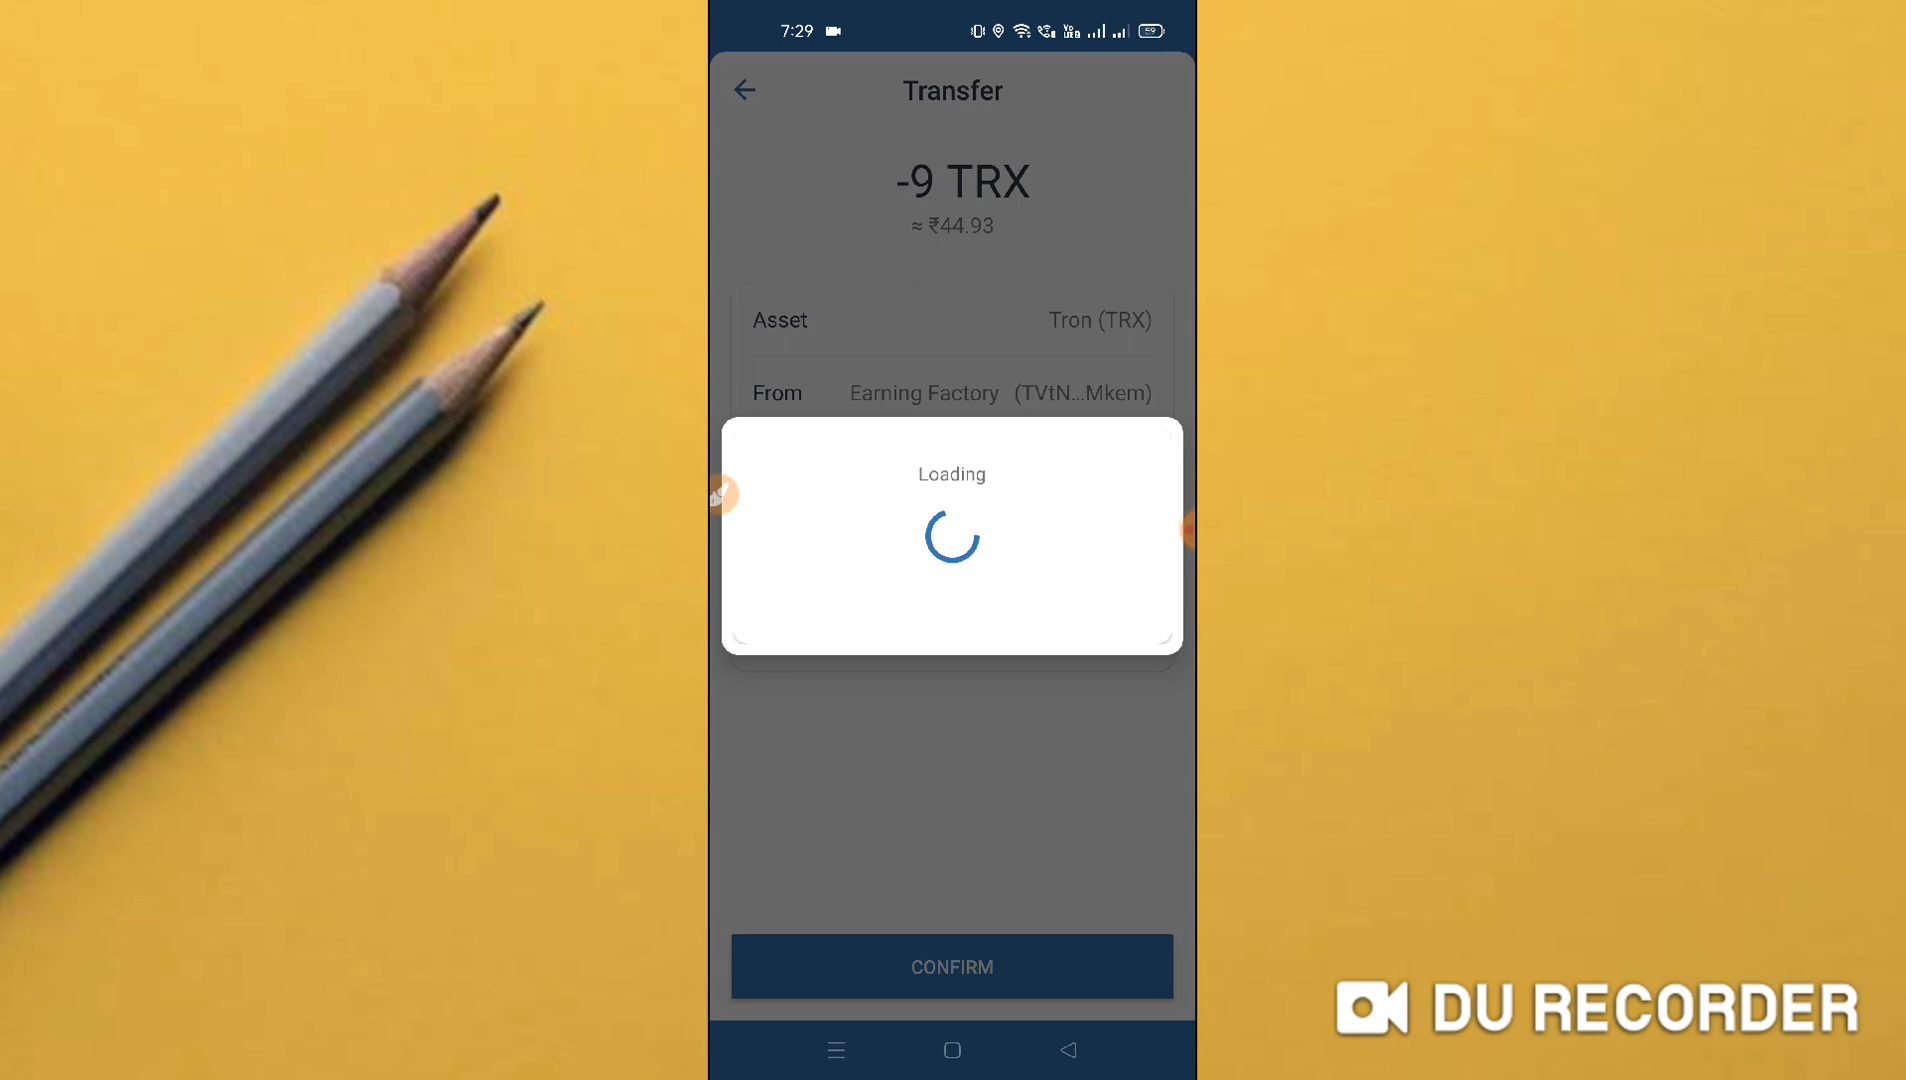 7:29
59
Transfer
-9 TRX
≈ ₹44.93
Asset Tron (TRX)
From Earning Factory (TVtN...Mkem)
Loading
CONFIRM
DU RECORDER